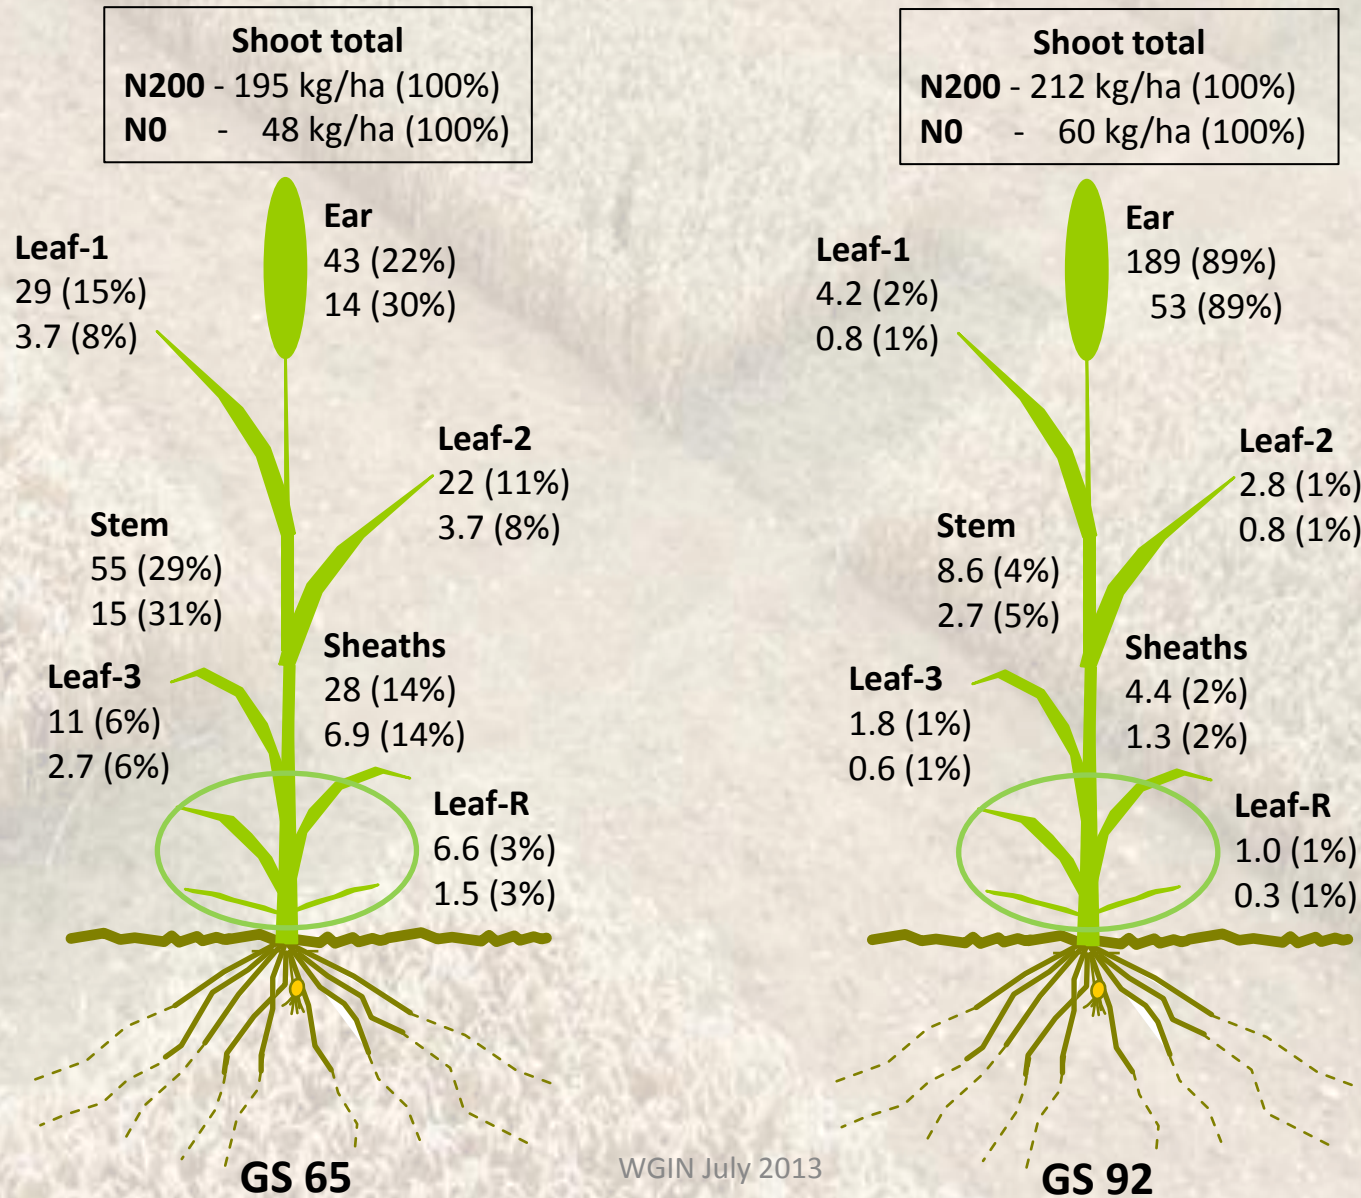 Shoot total
N200 - 195 kg/ha (100%)
N0 - 48 kg/ha (100%)
Ear
43 (22%)
14 (30%)
Leaf-1
29 (15%)
3.7 (8%)
Leaf-2
22 (11%)
3.7 (8%)
Stem
55 (29%)
15 (31%)
Sheaths
28 (14%)
6.9 (14%)
Leaf-3
11 (6%)
2.7 (6%)
Leaf-R
6.6 (3%)
1.5 (3%)
GS 65
Shoot total
N200 - 212 kg/ha (100%)
N0 - 60 kg/ha (100%)
Ear
189 (89%)
53 (89%)
Leaf-1
4.2 (2%)
0.8 (1%)
Leaf-2
2.8 (1%)
0.8 (1%)
Stem
8.6 (4%)
2.7 (5%)
Sheaths
4.4 (2%)
1.3 (2%)
Leaf-3
1.8 (1%)
0.6 (1%)
Leaf-R
1.0 (1%)
0.3 (1%)
GS 92
WGIN July 2013